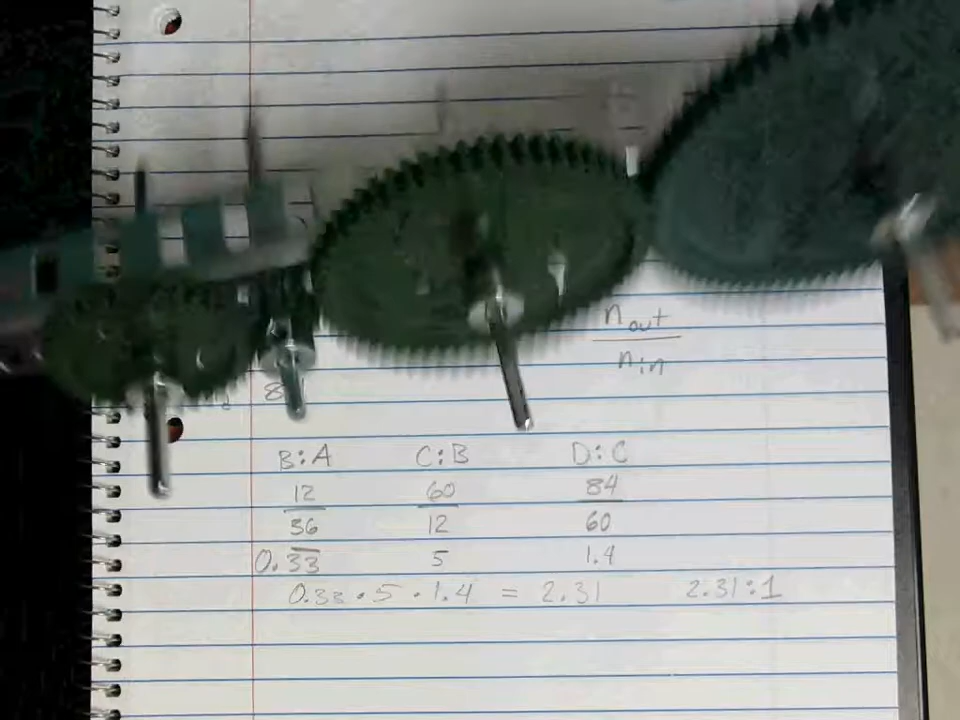 n out
n in
8
B:A C:B D:C
12 60 84
36 12 60
0.33 5 1.4
0.33 · 5 · 1.4 = 2.31 2.31:1